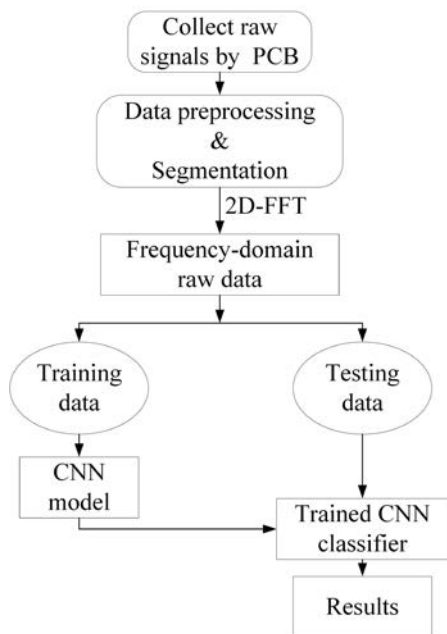 Collect raw
signals by PCB
Data preprocessing
&
Segmentation
2D-FFT
Frequency-domain
raw data
Training
data
Testing
data
CNN
model
Trained CNN
classifier
Results